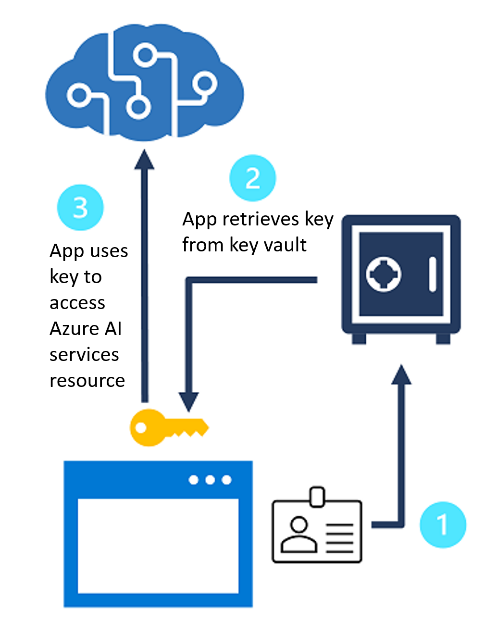 1
2
App retrieves key
from key vault
3
App uses
key to
access
Azure AI
services
resource